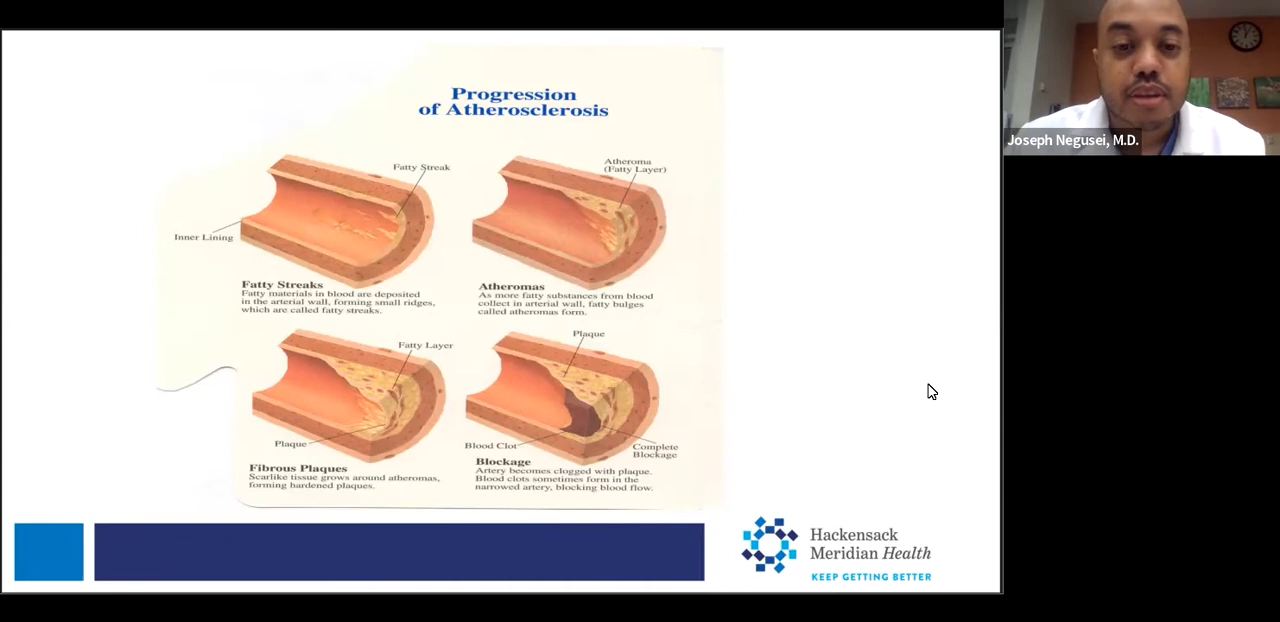 Progression
of Atherosclerosis
Fatty Streak
Inner Lining
Fatty Streaks
Fatty materials in blood are deposited
in the arterial wall, forming small ridges,
which are called fatty streaks.
Atheroma
(Fatty Layer)
Atheromas
As more fatty substances from blood
collect in arterial wall, fatty bulges
called atheromas form.
Fatty Layer
Plaque
Fibrous Plaques
Scarlike tissue grows around atheromas,
forming hardened plaques.
Plaque
Blood Clot
Complete
Blockage
Blockage
Artery becomes clogged with plaque.
Blood clots sometimes form in the
narrowed artery, blocking blood flow.
Hackensack
Meridian Health
KEEP GETTING BETTER
Joseph Negusei, M.D.